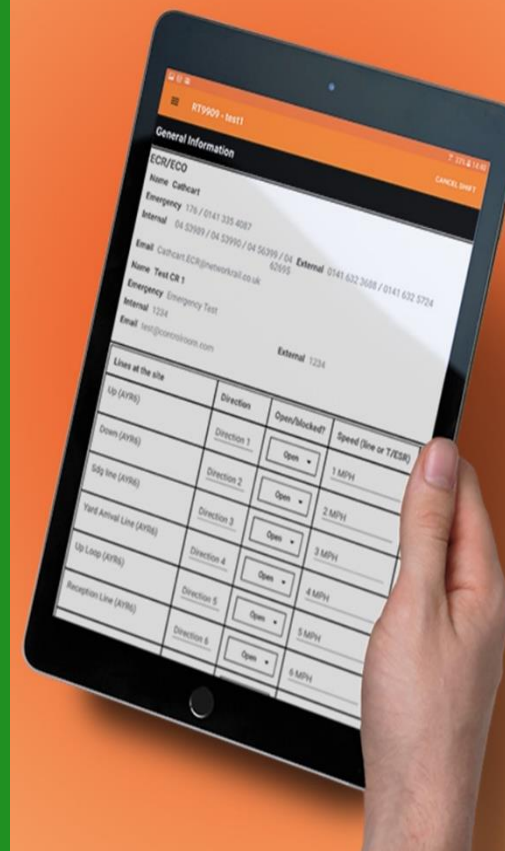 22% 14:40
RT9909 - test1
CANCEL SHIFT
General Information
ECR/ECO
Name Cathcart
Emergency 176 / 0141 335 4087
Internal 04 53989 / 04 53990 / 04 56399 / 04 62695 External 0141 632 3688 / 0141 632 5724
Email Cathcart.ECR@networkrail.co.uk
Name Test CR 1
Emergency Emergency Test
Internal 1234 External 1234
Email test@controlroom.com
Lines at the site Direction Open/blocked? Speed (line or T/ESR)
Up (AYR6) Direction 1 Open 1 MPH
Down (AYR6) Direction 2 Open 2 MPH
Sdg line (AYR6) Direction 3 Open 3 MPH
Yard Arrival Line (AYR6) Direction 4 Open 4 MPH
Up Loop (AYR6) Direction 5 Open 5 MPH
Reception Line (AYR6) Direction 6 Open 6 MPH